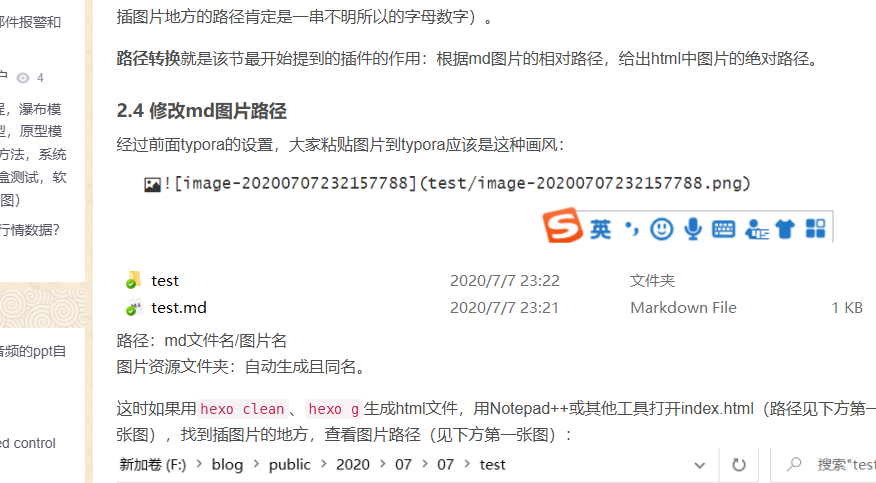 部件报警和
插图片地方的路径肯定是一串不明所以的字母数字）。
路径转换就是该节最开始提到的插件的作用：根据md图片的相对路径，给出html中图片的绝对路径。
户 4
程，瀑布模
型，原型模
方法，系统
盒测试，软
图）
行情数据？
2.4 修改md图片路径
经过前面typora的设置，大家粘贴图片到typora应该是这种画风：
![image-20200707232157788](test/image-20200707232157788.png)
英
test 2020/7/7 23:22 文件夹
test.md 2020/7/7 23:21 Markdown File 1 KB
路径：md文件名/图片名
图片资源文件夹：自动生成且同名。
音频的ppt自
ed control
这时如果用hexo clean、hexo g生成html文件，用Notepad++或其他工具打开index.html（路径见下方第一
张图），找到插图片的地方，查看图片路径（见下方第一张图）：
新加卷 (F:) > blog > public > 2020 > 07 > 07 > test 搜索"test